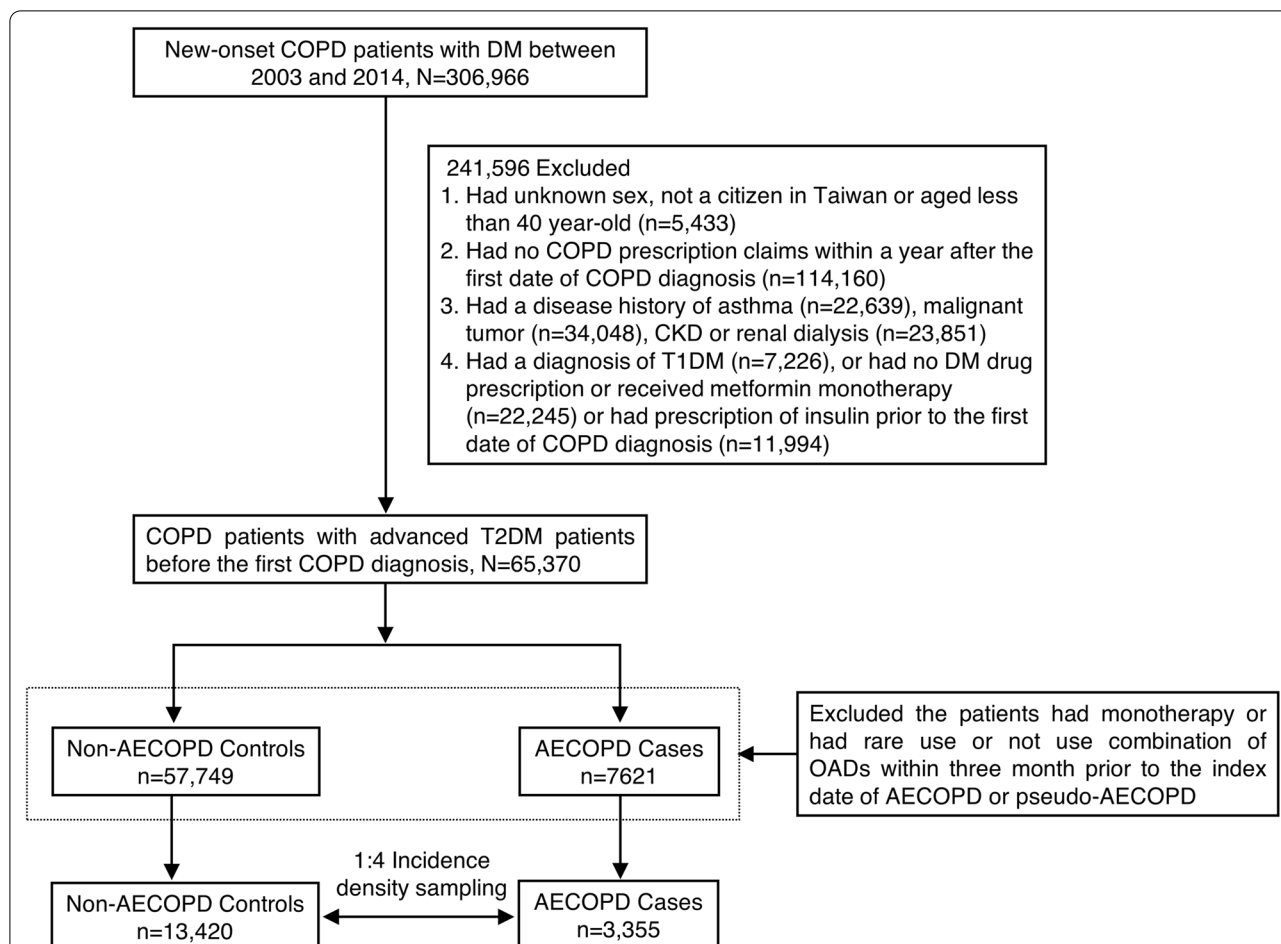 New-onset COPD patients with DM between
2003 and 2014, N=306,966
241,596 Excluded
1. Had unknown sex, not a citizen in Taiwan or aged less
than 40 year-old (n=5,433)
2. Had no COPD prescription claims within a year after the
first date of COPD diagnosis (n=114,160)
3. Had a disease history of asthma (n=22,639), malignant
tumor (n=34,048), CKD or renal dialysis (n=23,851)
4. Had a diagnosis of T1DM (n=7,226), or had no DM drug
prescription or received metformin monotherapy
(n=22,245) or had prescription of insulin prior to the first
date of COPD diagnosis (n=11,994)
COPD patients with advanced T2DM patients
before the first COPD diagnosis, N=65,370
Non-AECOPD Controls
n=57,749
AECOPD Cases
n=7621
Excluded the patients had monotherapy or
had rare use or not use combination of
OADs within three month prior to the index
date of AECOPD or pseudo-AECOPD
1:4 Incidence
density sampling
Non-AECOPD Controls
n=13,420
AECOPD Cases
n=3,355